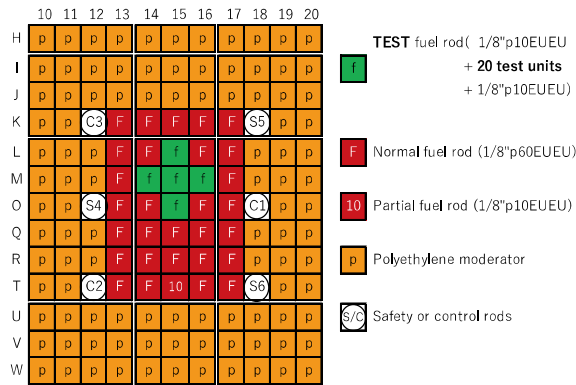 10 11 12 13 14 15 16 17 18 19 20
H p p p p p p p p p p p
I p p p p p p p p p p p
J p p p p p p p p p p p
K p p C3 F F F F F S5 p p
L p p p F F f F F p p p
M p p p F f f f F p p p
O p p S4 F F f F F C1 p p
Q p p p F F F F F p p p
R p p p F F F F F p p p
T p p C2 F F 10 F F S6 p p
U p p p p p p p p p p p
V p p p p p p p p p p p
W p p p p p p p p p p p
TEST fuel rod( 1/8"p10EUEU
f + 20 test units
+ 1/8"p10EUEU)
F Normal fuel rod (1/8"p60EUEU)
10 Partial fuel rod (1/8"p10EUEU)
p Polyethylene moderator
S/C Safety or control rods